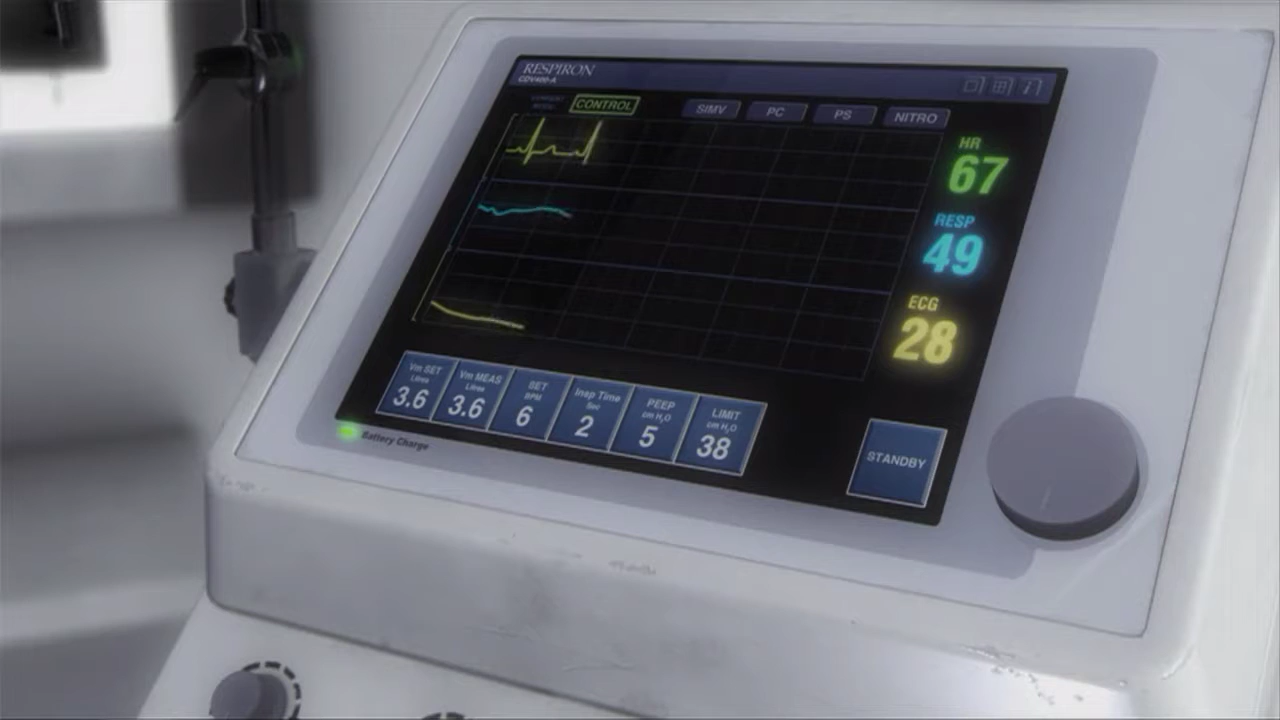 RESPIRON
CDV400-A
CURRENT
MODE:
CONTROL
SIMV
PC
PS
NITRO
HR
67
RESP
49
ECG
28
Vm SET
Litres
3.6
Vm MEAS
Litres
3.6
SET
BPM
6
Insp Time
Sec
2
PEEP
cm H₂O
5
LIMIT
cm H₂O
38
STANDBY
Battery Charge